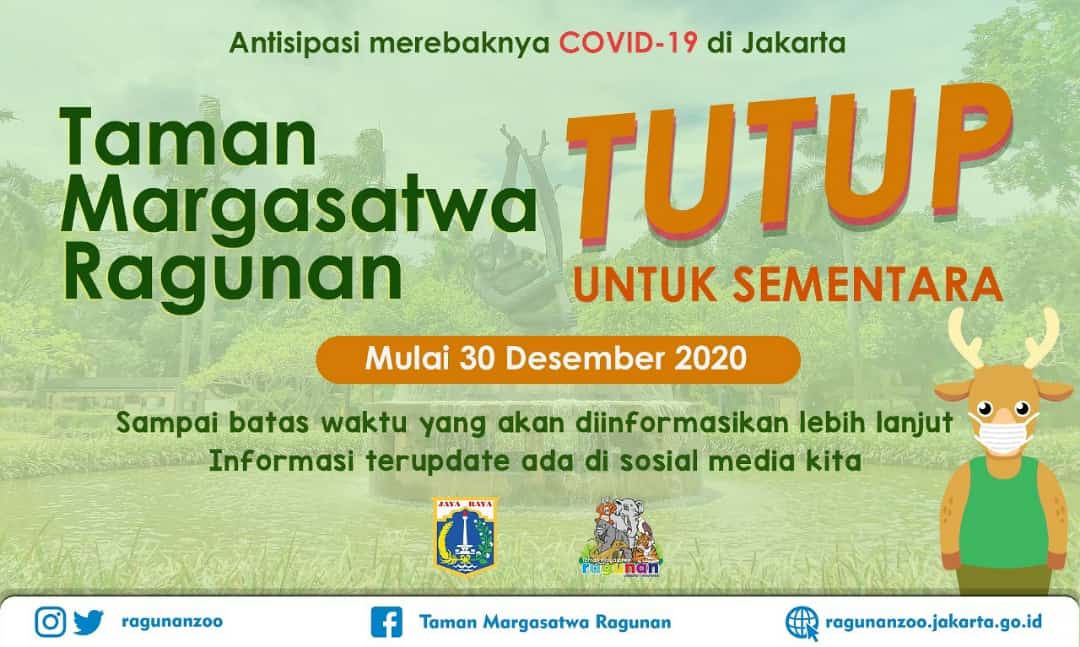 Antisipasi merebaknya COVID-19 di Jakarta
Taman
Margasatwa
Ragunan
TUTUP
UNTUK SEMENTARA
Mulai 30 Desember 2020
Sampai batas waktu yang akan diinformasikan lebih lanjut
Informasi terupdate ada di sosial media kita
JAYA RAYA
ragunan
ragunanzoo
Taman Margasatwa Ragunan
ragunanzoo.jakarta.go.id